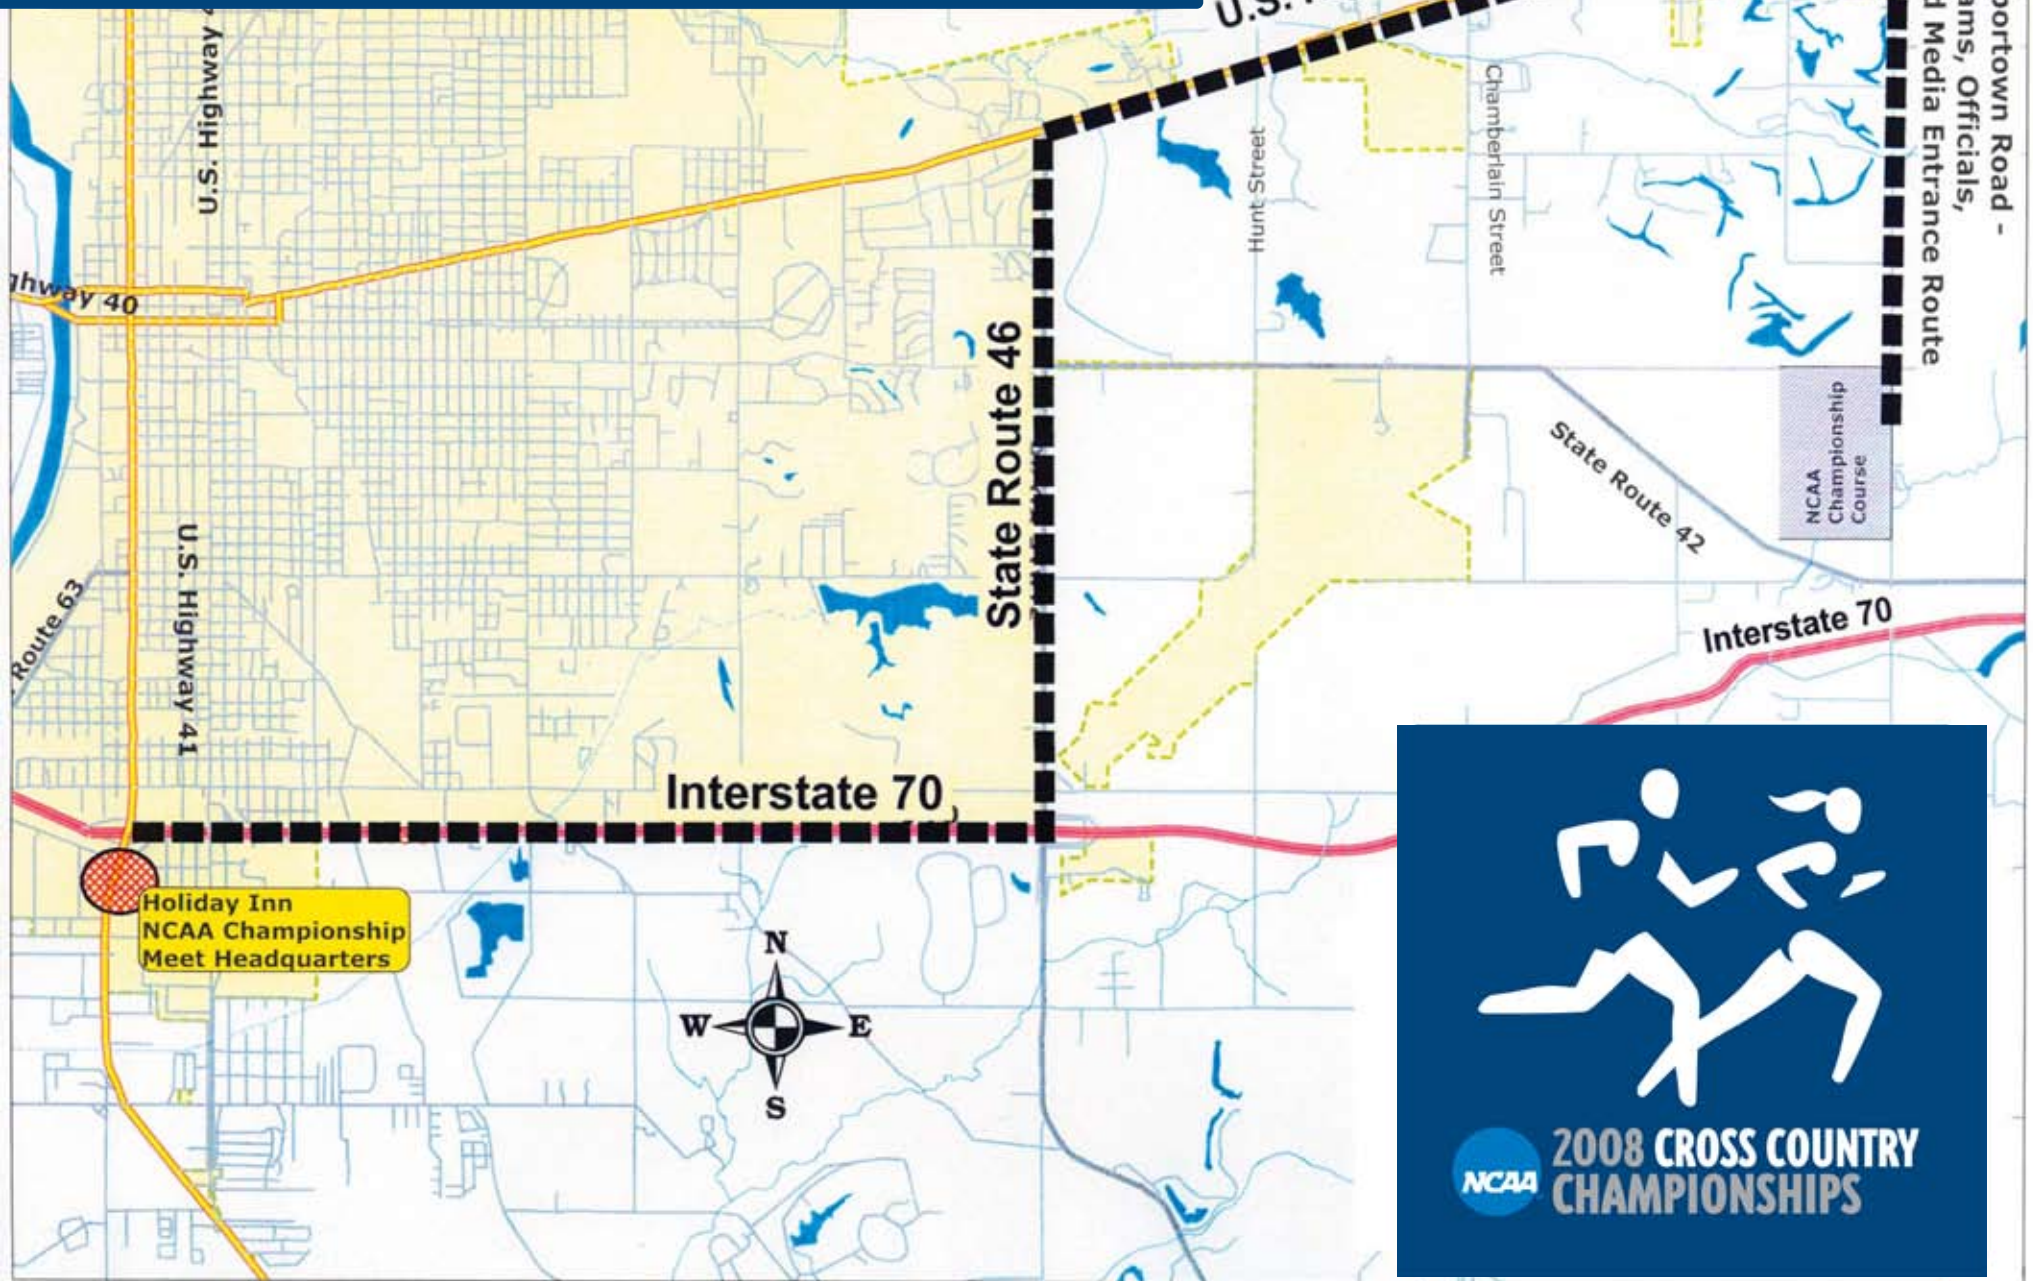 U.S.
portown Road -
ams, Officials,
d Media Entrance Route
U.S. Highway
Hunt Street
Chamberlain Street
ghway 40
State Route 46
NCAA
Championship
Course
State Route 42
U.S. Highway 41
Route 63
Interstate 70
Interstate 70
Holiday Inn
NCAA Championship
Meet Headquarters
N
W
E
S
NCAA
2008 CROSS COUNTRY
CHAMPIONSHIPS